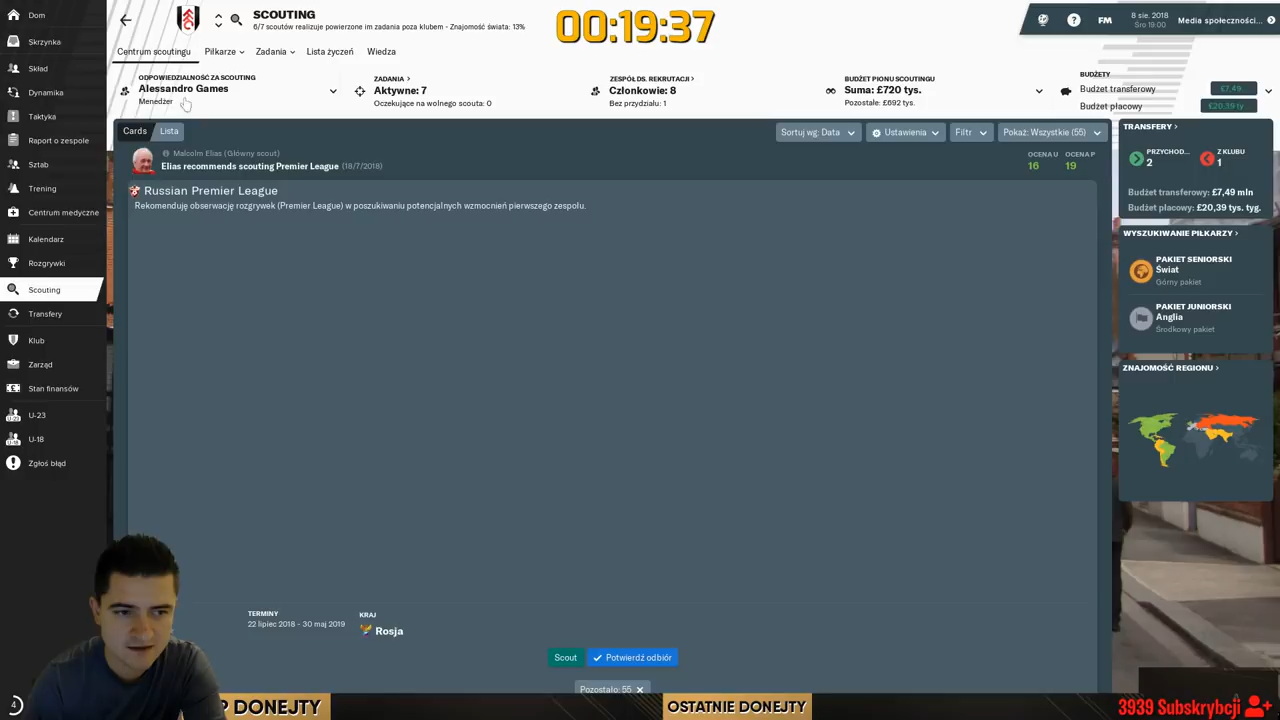 Dom
Skrzynka
Skład
Dynamika
Taktyka
Raport o zespole
Sztab
Trening
Centrum medyczne
Kalendarz
Rozgrywki
Scouting
Transfery
Klub
Zarząd
Stan finansów
U-23
U-18
Zgłoś błąd
SCOUTING
6/7 scoutów realizuje powierzone im zadania poza klubem - Znajomość świata: 13%
00:19:37
FM
8 sie. 2018
Śro 19:00
Media społeczności...
Centrum scoutingu
Piłkarze
Zadania
Lista życzeń
Wiedza
ODPOWIEDZIALNOŚĆ ZA SCOUTING
Alessandro Games
Menedżer
ZADANIA >
Aktywne: 7
Oczekujące na wolnego scouta: 0
ZESPÓŁ DS. REKRUTACJI >
Członkowie: 8
Bez przydziału: 1
BUDŻET PIONU SCOUTINGU
Suma: £720 tys.
Pozostałe: £692 tys.
BUDŻETY
Budżet transferowy £7,49
Budżet płacowy £20,39 ty
Cards Lista
Sortuj wg: Data
Ustawienia
Filtr
Pokaż: Wszystkie (55)
Malcolm Elias (Główny scout)
Elias recommends scouting Premier League (18/7/2018)
OCENA U OCENA P
16 19
Russian Premier League
Rekomenduję obserwację rozgrywek (Premier League) w poszukiwaniu potencjalnych wzmocnień pierwszego zespołu.
TERMINY
22 lipiec 2018 - 30 maj 2019
KRAJ
Rosja
Scout
Potwierdź odbiór
Pozostało: 55
TRANSFERY >
PRZYCHOD...
2
Z KLUBU
1
Budżet transferowy: £7,49 mln
Budżet płacowy: £20,39 tys. tyg.
WYSZUKIWANIE PIŁKARZY >
PAKIET SENIORSKI
Świat
Górny pakiet
PAKIET JUNIORSKI
Anglia
Środkowy pakiet
ZNAJOMOŚĆ REGIONU >
P DONEJTY
OSTATNIE DONEJTY
3939 Subskrybcji